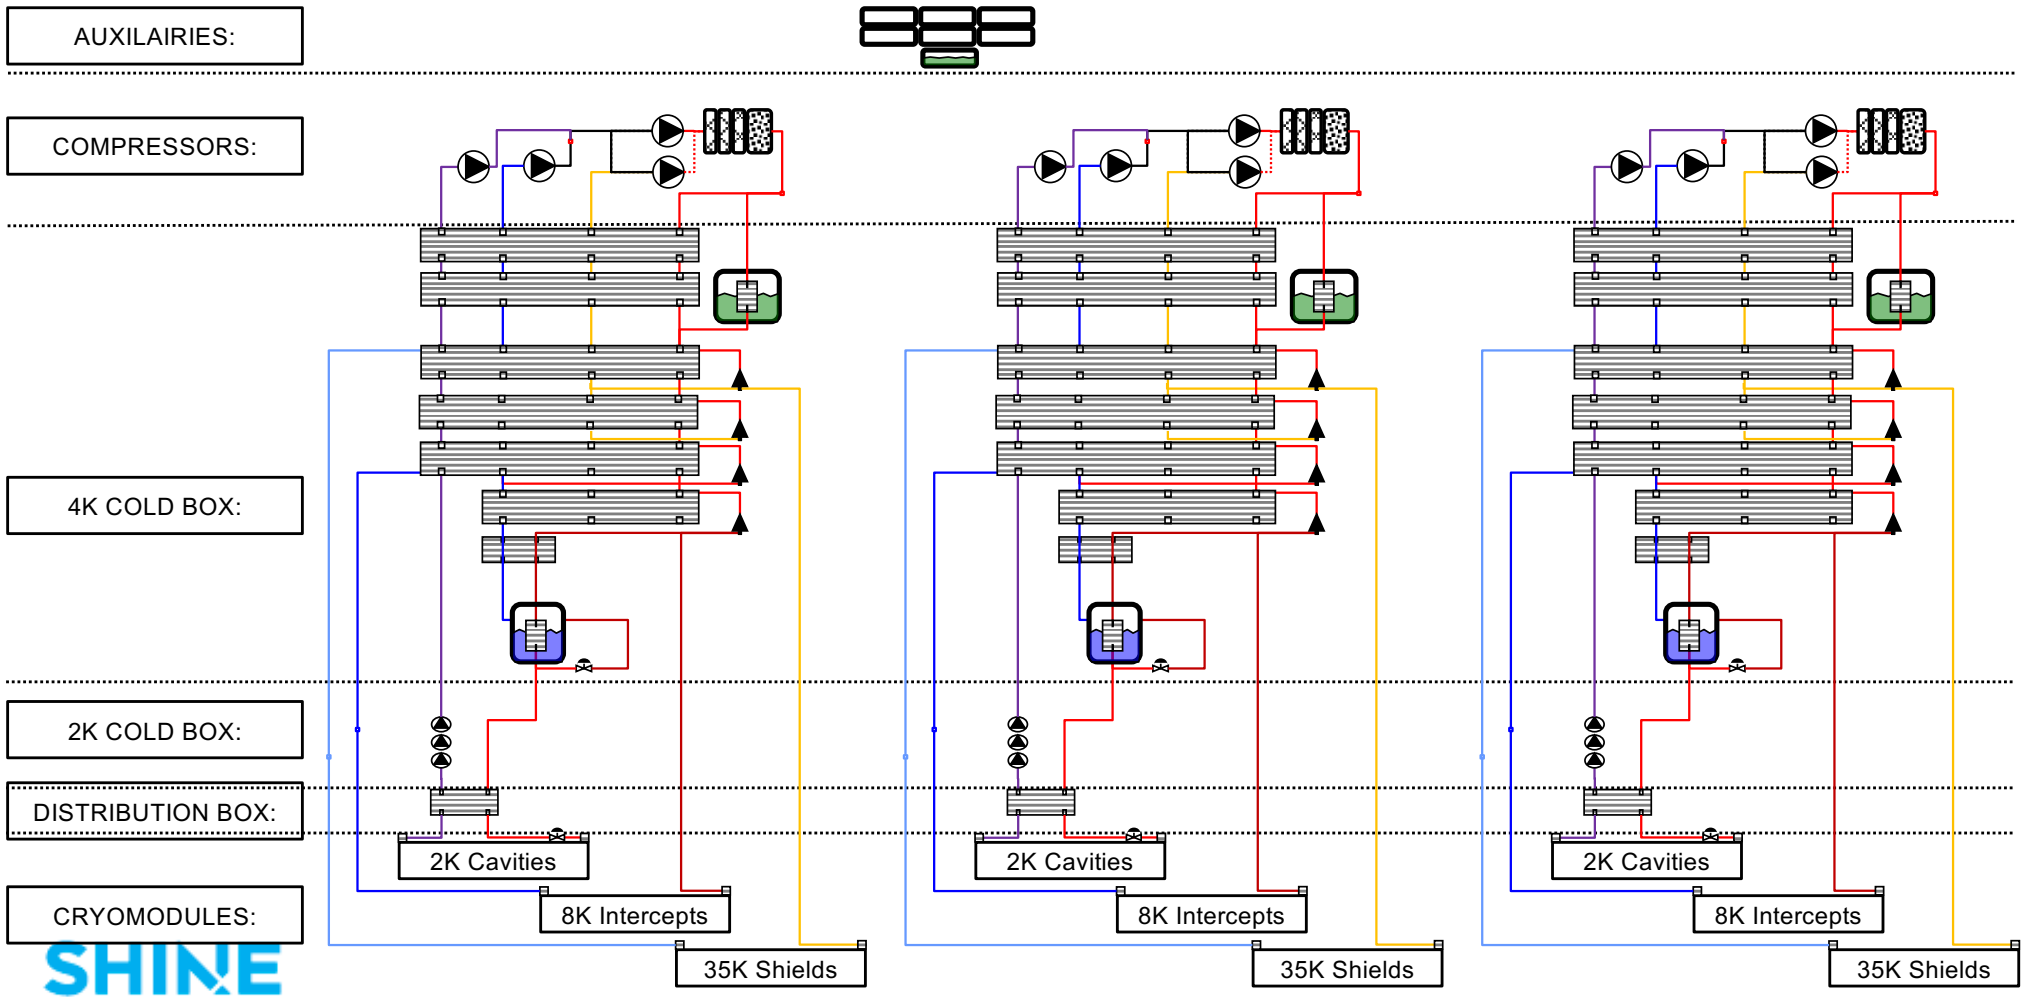 AUXILAIRIES:
COMPRESSORS:
4K COLD BOX:
2K COLD BOX:
DISTRIBUTION BOX:
2K Cavities
2K Cavities
2K Cavities
CRYOMODULES:
8K Intercepts
8K Intercepts
8K Intercepts
SHINE
35K Shields
35K Shields
35K Shields